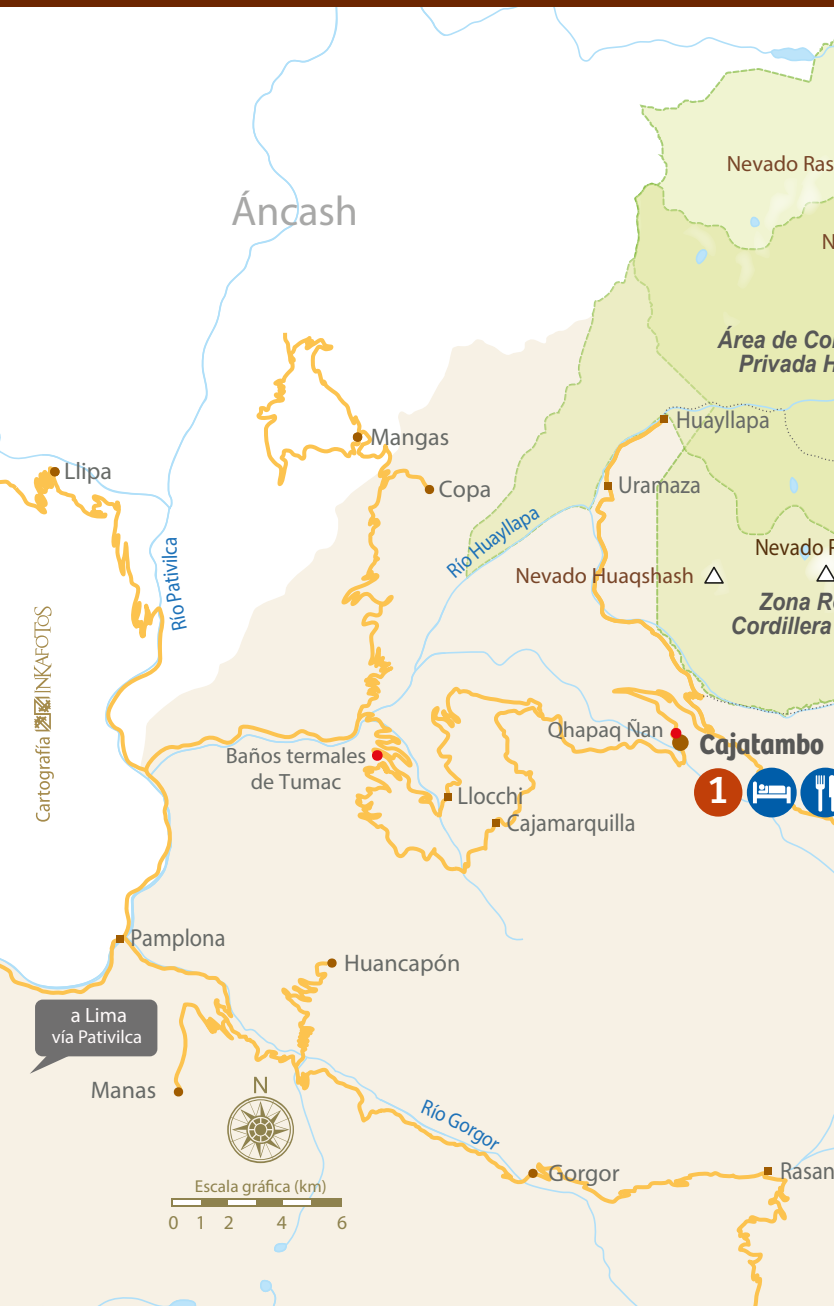 Nevado Ras
N
Áncash
Área de Co
Privada H
Huayllapa
Mangas
Llipa
Copa
Uramaza
Río Huayllapa
Río Pativilca
Nevado
Nevado Huaqshash
Zona R
Cordillera
Cartografía INKAFOTOS
Qhapaq Ñan
Cajatambo
Baños termales
de Tumac
1
Llocchi
Cajamarquilla
Pamplona
Huancapón
a Lima
vía Pativilca
Manas
N
Río Gorgor
Gorgor
Rasan
Escala gráfica (km)
0 1 2 4 6